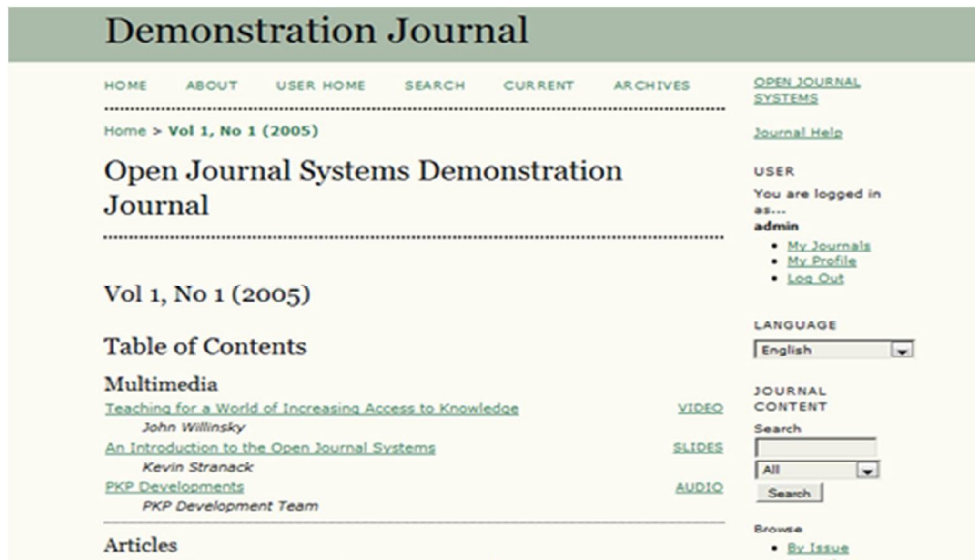 Demonstration Journal
HOME ABOUT USER HOME SEARCH CURRENT ARCHIVES
Home > Vol 1, No 1 (2005)
Open Journal Systems Demonstration
Journal
Vol 1, No 1 (2005)
Table of Contents
Multimedia
Teaching for a World of Increasing Access to Knowledge VIDEO
John Willinsky
An Introduction to the Open Journal Systems SLIDES
Kevin Stranack
PKP Developments AUDIO
PKP Development Team
Articles
OPEN JOURNAL
SYSTEMS
Journal Help
USER
You are logged in
as...
admin
My Journals
My Profile
Log Out
LANGUAGE
English
JOURNAL
CONTENT
Search
All
Search
Browse
By Issue